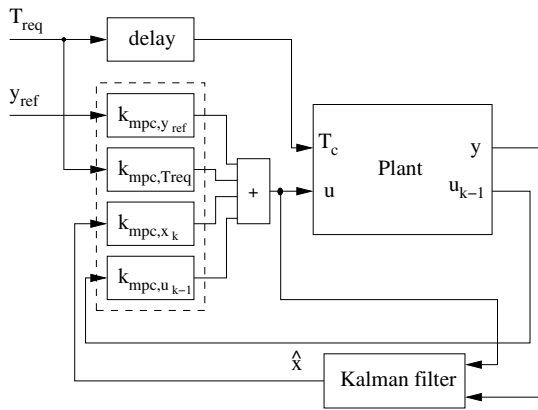 T_req
delay
y_ref
k_mpc,y_ref
k_mpc,Treq
k_mpc,x_k
k_mpc,u_k−1
+
T_c
u
Plant
y
u_k−1
x̂
Kalman filter